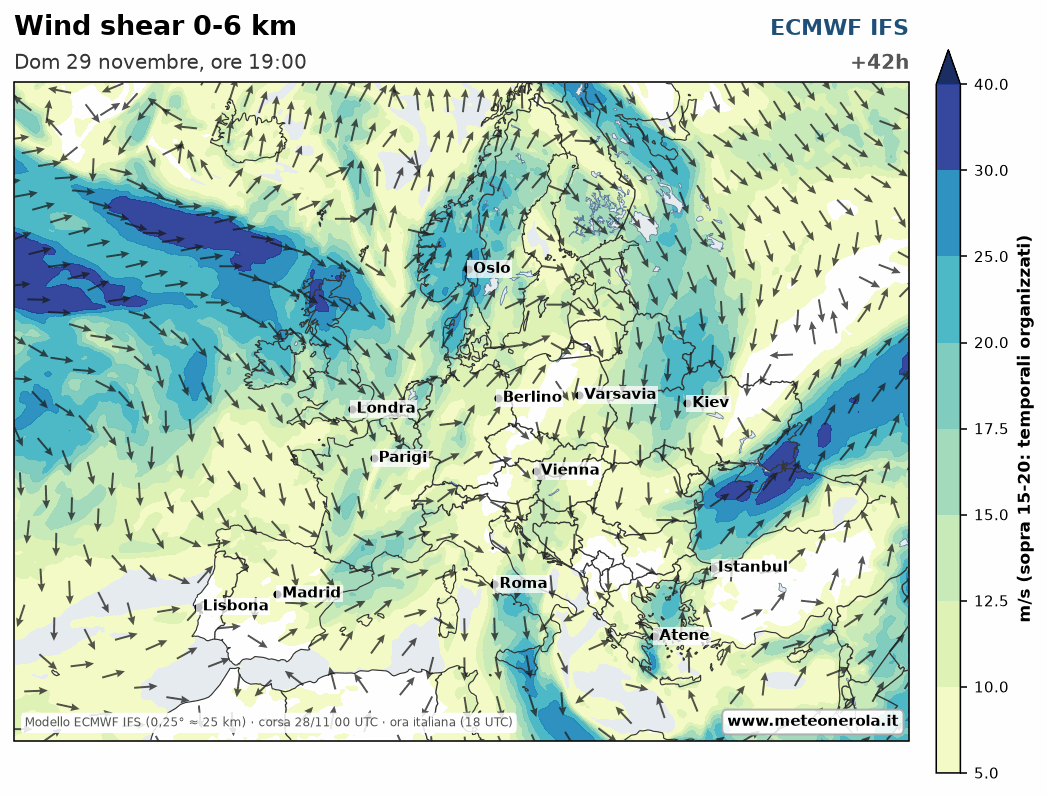 Wind shear 0-6 km
ECMWF IFS
Dom 29 novembre, ore 19:00
+42h
40.0
30.0
25.0
20.0
17.5
15.0
12.5
10.0
5.0
m/s (sopra 15-20: temporali organizzati)
Oslo
Berlino
Varsavia
Kiev
Londra
Parigi
Vienna
Istanbul
Roma
Madrid
Lisbona
Atene
Modello ECMWF IFS (0,25° ≈ 25 km) · corsa 28/11 00 UTC · ora italiana (18 UTC)
www.meteonerola.it